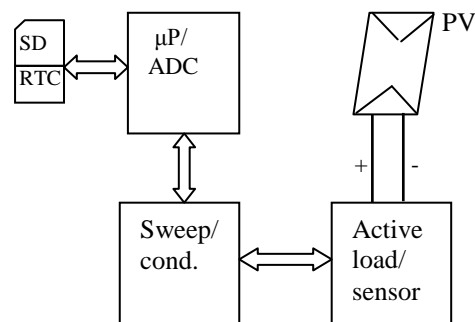 SD
RTC
µP/
ADC
PV
+
-
Sweep/
cond.
Active
load/
sensor